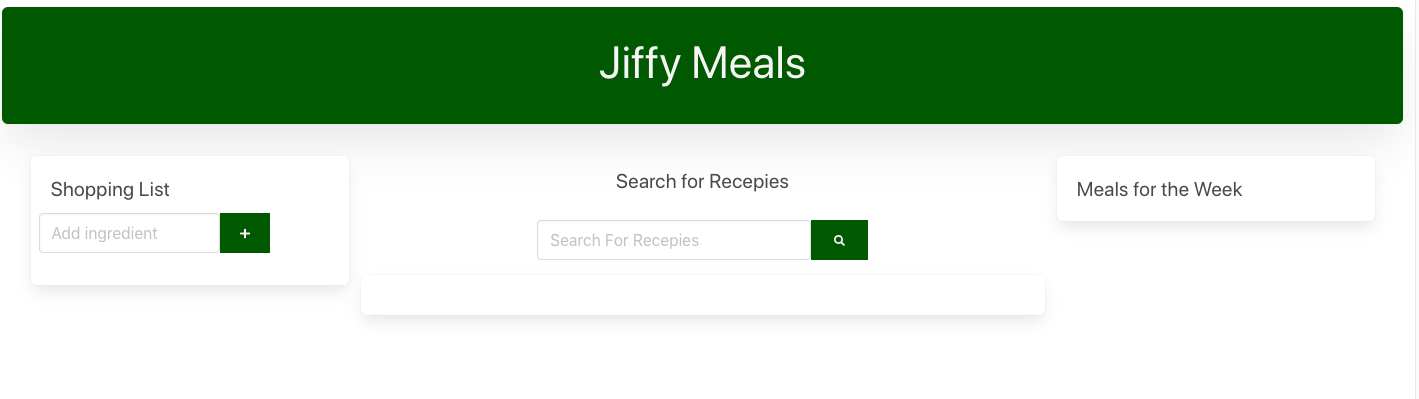 Jiffy Meals
Shopping List
Add ingredient
Search for Recepies
Search For Recepies
Meals for the Week